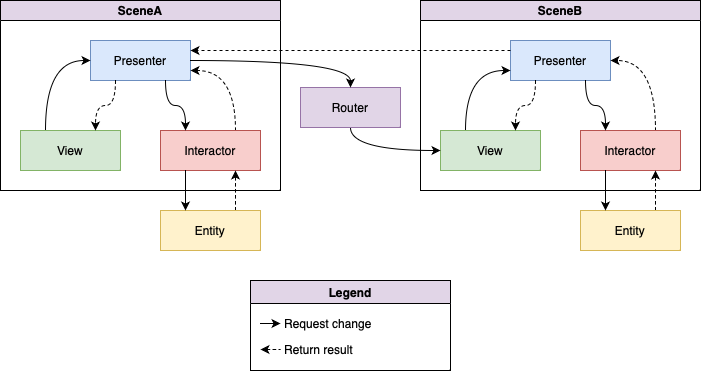 SceneA
SceneB
Presenter
Presenter
Router
View
Interactor
View
Interactor
Entity
Entity
Legend
Request change
Return result